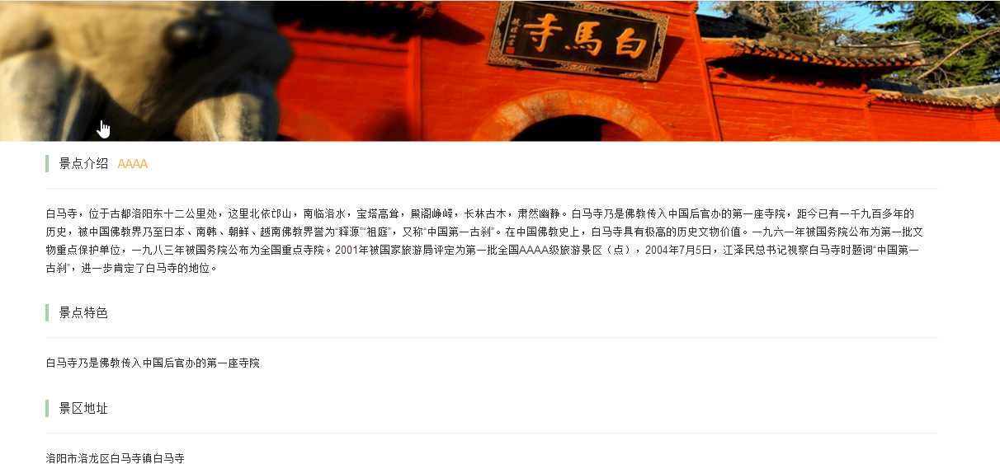 寺馬白
景点介绍 AAAA
白马寺，位于古都洛阳东十二公里处，这里北依邙山，南临洛水，宝塔高耸，殿阁峥嵘，长林古木，肃然幽静。白马寺乃是佛教传入中国后官办的第一座寺院，距今已有一千九百多年的
历史，被中国佛教界乃至日本、南韩、朝鲜、越南佛教界誉为“释源”“祖庭”，又称“中国第一古刹”。在中国佛教史上，白马寺具有极高的历史文物价值。一九六一年被国务院公布为第一批文
物重点保护单位，一九八三年被国务院公布为全国重点寺院。2001年被国家旅游局评定为第一批全国AAAA级旅游景区（点），2004年7月5日，江泽民总书记视察白马寺时题词“中国第一
古刹”，进一步肯定了白马寺的地位。
景点特色
白马寺乃是佛教传入中国后官办的第一座寺院
景区地址
洛阳市洛龙区白马寺镇白马寺